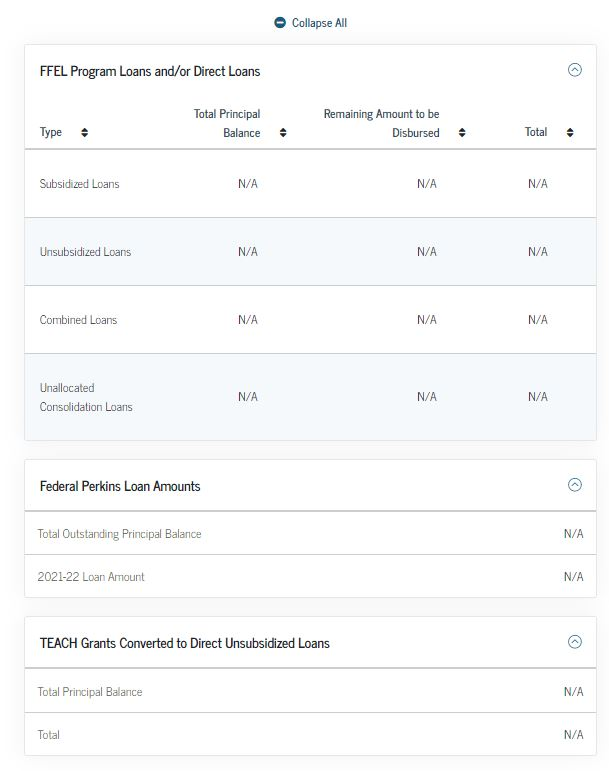 Collapse All
FFEL Program Loans and/or Direct Loans
Total Principal Remaining Amount to be
Type Balance Disbursed Total
Subsidized Loans N/A N/A N/A
Unsubsidized Loans N/A N/A N/A
Combined Loans N/A N/A N/A
Unallocated
Consolidation Loans N/A N/A N/A
Federal Perkins Loan Amounts
Total Outstanding Principal Balance N/A
2021-22 Loan Amount N/A
TEACH Grants Converted to Direct Unsubsidized Loans
Total Principal Balance N/A
Total N/A